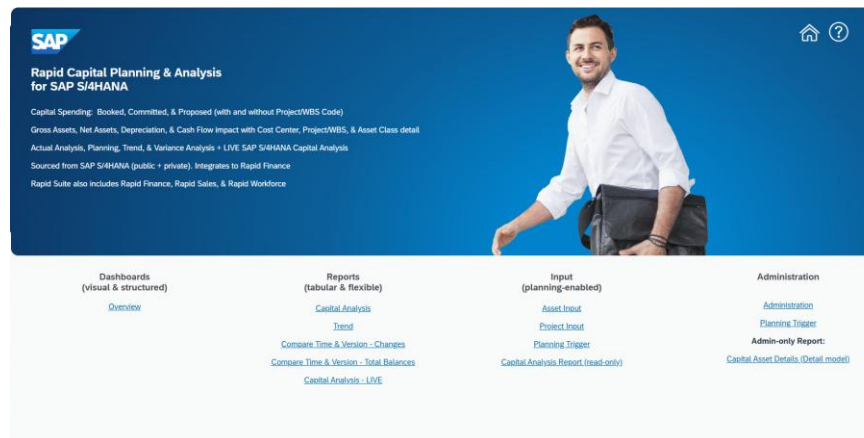 SAP
Rapid Capital Planning & Analysis
for SAP S/4HANA
Capital Spending: Booked, Committed, & Proposed (with and without Project/WBS Code)
Gross Assets, Net Assets, Depreciation, & Cash Flow impact with Cost Center, Project/WBS, & Asset Class detail
Actual Analysis, Planning, Trend, & Variance Analysis + LIVE SAP S/4HANA Capital Analysis
Sourced from SAP S/4HANA (public + private). Integrates to Rapid Finance
Rapid Suite also includes Rapid Finance, Rapid Sales, & Rapid Workforce
?
Dashboards
(visual & structured)
Overview
Reports
(tabular & flexible)
Capital Analysis
Trend
Compare Time & Version - Changes
Compare Time & Version - Total Balances
Capital Analysis - LIVE
Input
(planning-enabled)
Asset Input
Project Input
Planning Trigger
Capital Analysis Report (read-only)
Administration
Administration
Planning Trigger
Admin-only Report:
Capital Asset Details (Detail model)